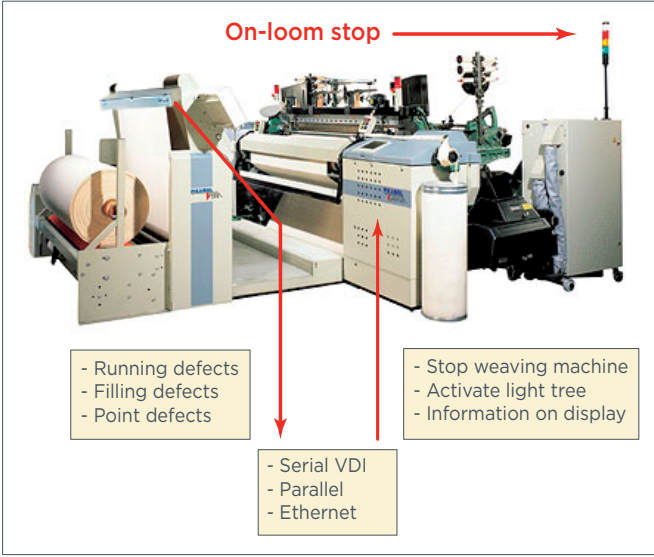 On-loom stop
- Running defects
- Filling defects
- Point defects
- Stop weaving machine
- Activate light tree
- Information on display
- Serial VDI
- Parallel
- Ethernet